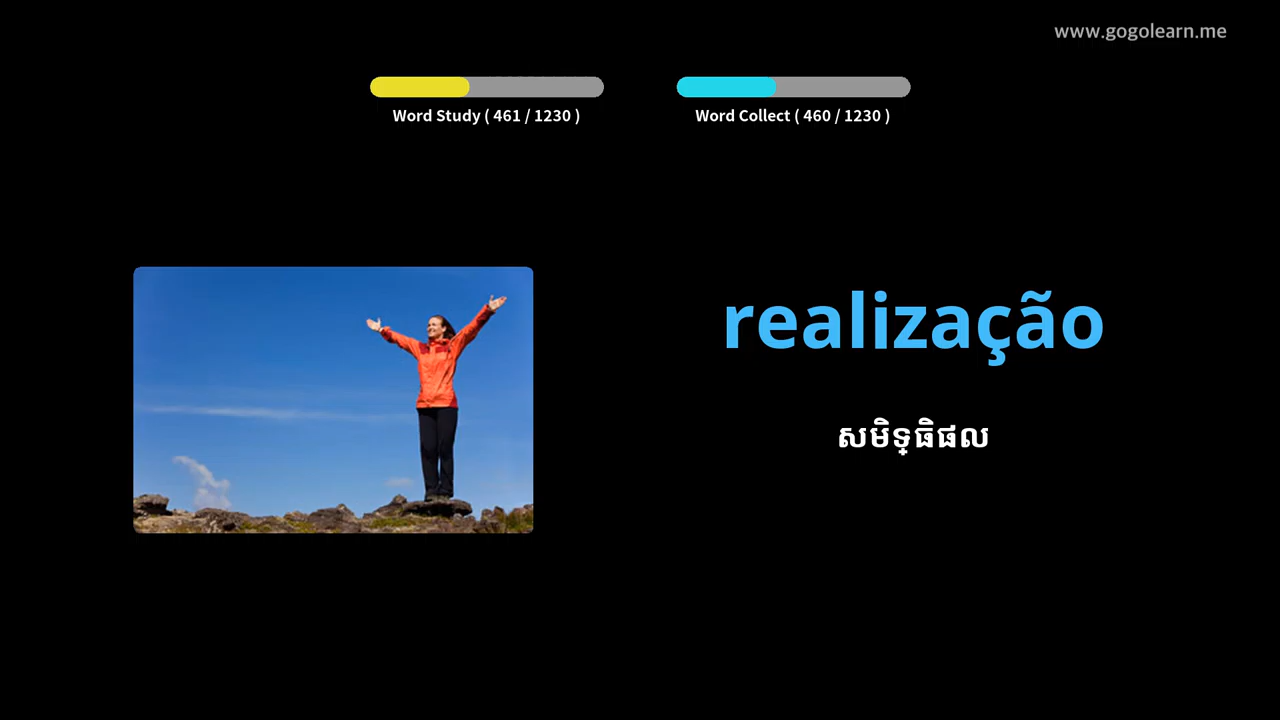 www.gogolearn.me
Word Study ( 461 / 1230 )
Word Collect ( 460 / 1230 )
realização
សមិទ្ធិផល